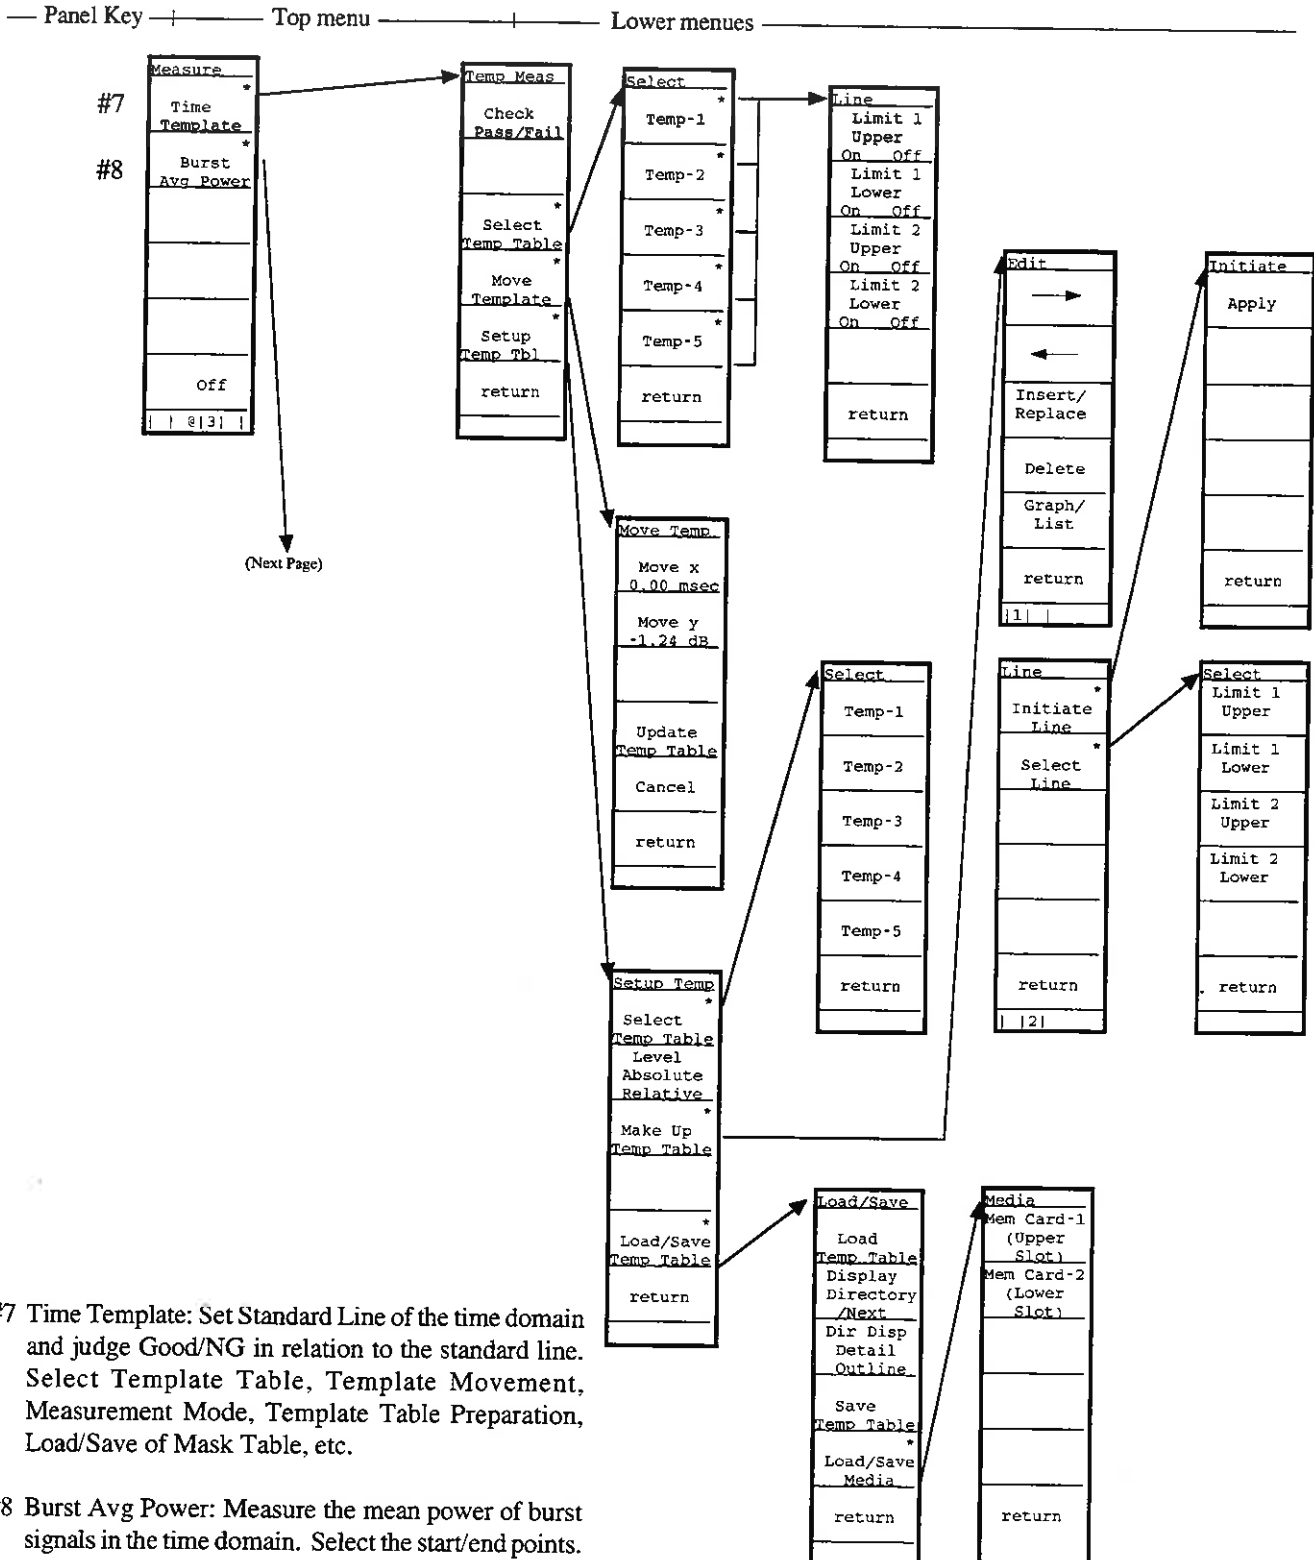 Panel Key
Top menu
Lower menues
#7
#8
Measure
*
Time
Template
*
Burst
Avg Power
Off
| | @|3| |
(Next Page)
Temp Meas
Check
Pass/Fail
*
Select
Temp Table
*
Move
Template
*
Setup
Temp Tbl
return
Select
*
Temp-1
*
Temp-2
*
Temp-3
*
Temp-4
*
Temp-5
return
Line
Limit 1
Upper
On Off
Limit 1
Lower
On Off
Limit 2
Upper
On Off
Limit 2
Lower
On Off
return
Edit
Insert/
Replace
Delete
Graph/
List
return
|1| |
Initiate
Apply
return
Move Temp
Move x
0.00 msec
Move y
-1.24 dB
Update
Temp Table
Cancel
return
Select
Temp-1
Temp-2
Temp-3
Temp-4
Temp-5
return
Line
*
Initiate
Line
*
Select
Line
return
| |2|
Select
Limit 1
Upper
Limit 1
Lower
Limit 2
Upper
Limit 2
Lower
return
Setup Temp
*
Select
Temp Table
Level
Absolute
Relative
*
Make Up
Temp Table
*
Load/Save
Temp Table
return
Load/Save
Load
Temp Table
Display
Directory
/Next
Dir Disp
Detail
Outline
Save
Temp Table
*
Load/Save
Media
return
Media
Mem Card-1
(Upper
Slot)
Mem Card-2
(Lower
Slot)
return
#7 Time Template: Set Standard Line of the time domain
and judge Good/NG in relation to the standard line.
Select Template Table, Template Movement,
Measurement Mode, Template Table Preparation,
Load/Save of Mask Table, etc.
8 Burst Avg Power: Measure the mean power of burst
signals in the time domain. Select the start/end points.